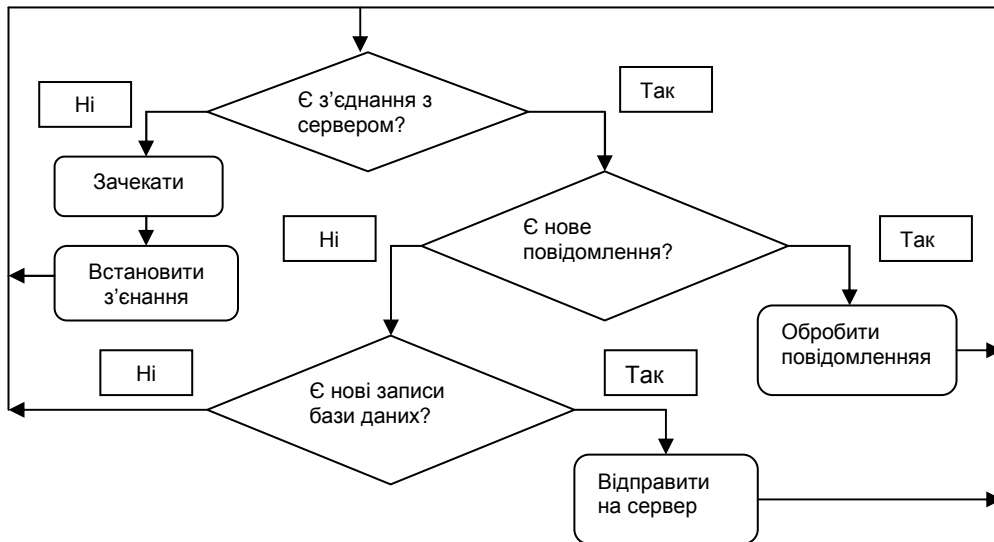 Ні
Є з’єднання з
сервером?
Так
Зачекати
Встановити
з’єнання
Ні
Є нове
повідомлення?
Так
Обробити
повідомленняя
Ні
Є нові записи
бази даних?
Так
Відправити
на сервер